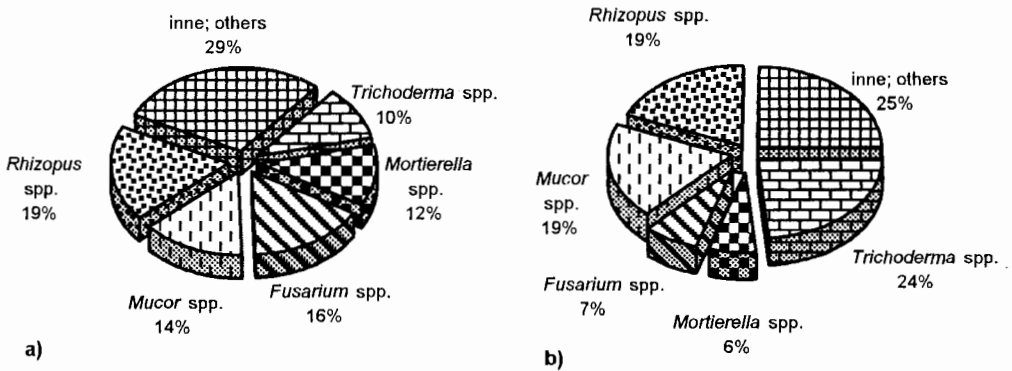 inne; others
29%
Trichoderma spp.
10%
Mortierella
spp.
12%
Fusarium spp.
16%
Mucor spp.
14%
Rhizopus
spp.
19%
a)
Rhizopus spp.
19%
inne; others
25%
Trichoderma spp.
24%
Mortierella spp.
6%
Fusarium spp.
7%
Mucor
spp.
19%
b)